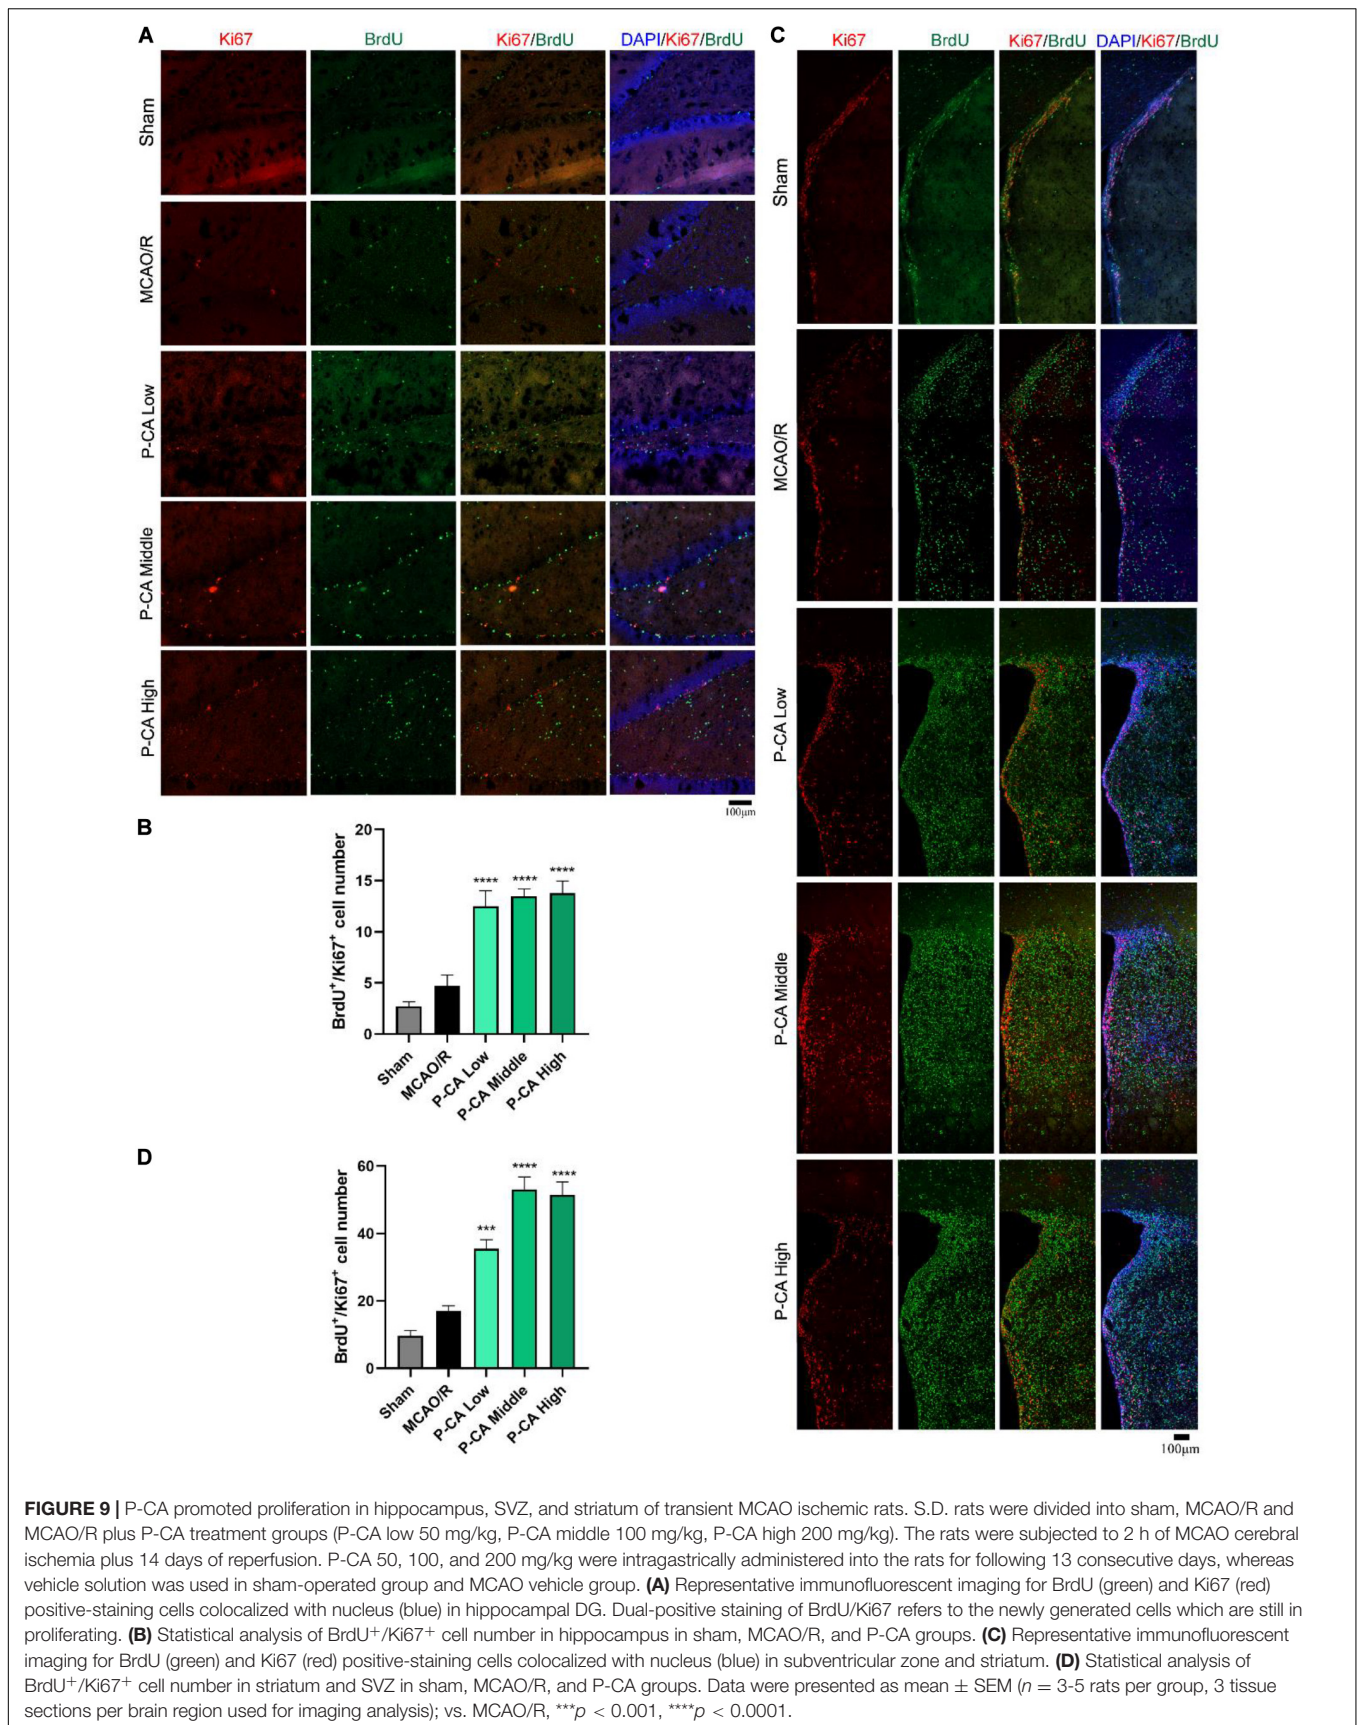 A
Ki67 BrdU Ki67/BrdU DAPI/Ki67/BrdU
Sham
MCAO/R
P-CA Low
P-CA Middle
P-CA High
100μm
B
BrdU+/Ki67+ cell number
20
15
10
5
0
**** **** ****
Sham
MCAO/R
P-CA Low
P-CA Middle
P-CA High
D
BrdU+/Ki67+ cell number
60
40
20
0
*** **** ****
Sham
MCAO/R
P-CA Low
P-CA Middle
P-CA High
C
Ki67 BrdU Ki67/BrdU DAPI/Ki67/BrdU
Sham
MCAO/R
P-CA Low
P-CA Middle
P-CA High
100μm
FIGURE 9 | P-CA promoted proliferation in hippocampus, SVZ, and striatum of transient MCAO ischemic rats. S.D. rats were divided into sham, MCAO/R and
MCAO/R plus P-CA treatment groups (P-CA low 50 mg/kg, P-CA middle 100 mg/kg, P-CA high 200 mg/kg). The rats were subjected to 2 h of MCAO cerebral
ischemia plus 14 days of reperfusion. P-CA 50, 100, and 200 mg/kg were intragastrically administered into the rats for following 13 consecutive days, whereas
vehicle solution was used in sham-operated group and MCAO vehicle group. (A) Representative immunofluorescent imaging for BrdU (green) and Ki67 (red)
positive-staining cells colocalized with nucleus (blue) in hippocampal DG. Dual-positive staining of BrdU/Ki67 refers to the newly generated cells which are still in
proliferating. (B) Statistical analysis of BrdU+/Ki67+ cell number in hippocampus in sham, MCAO/R, and P-CA groups. (C) Representative immunofluorescent
imaging for BrdU (green) and Ki67 (red) positive-staining cells colocalized with nucleus (blue) in subventricular zone and striatum. (D) Statistical analysis of
BrdU+/Ki67+ cell number in striatum and SVZ in sham, MCAO/R, and P-CA groups. Data were presented as mean ± SEM (n = 3-5 rats per group, 3 tissue
sections per brain region used for imaging analysis); vs. MCAO/R, ***p < 0.001, ****p < 0.0001.